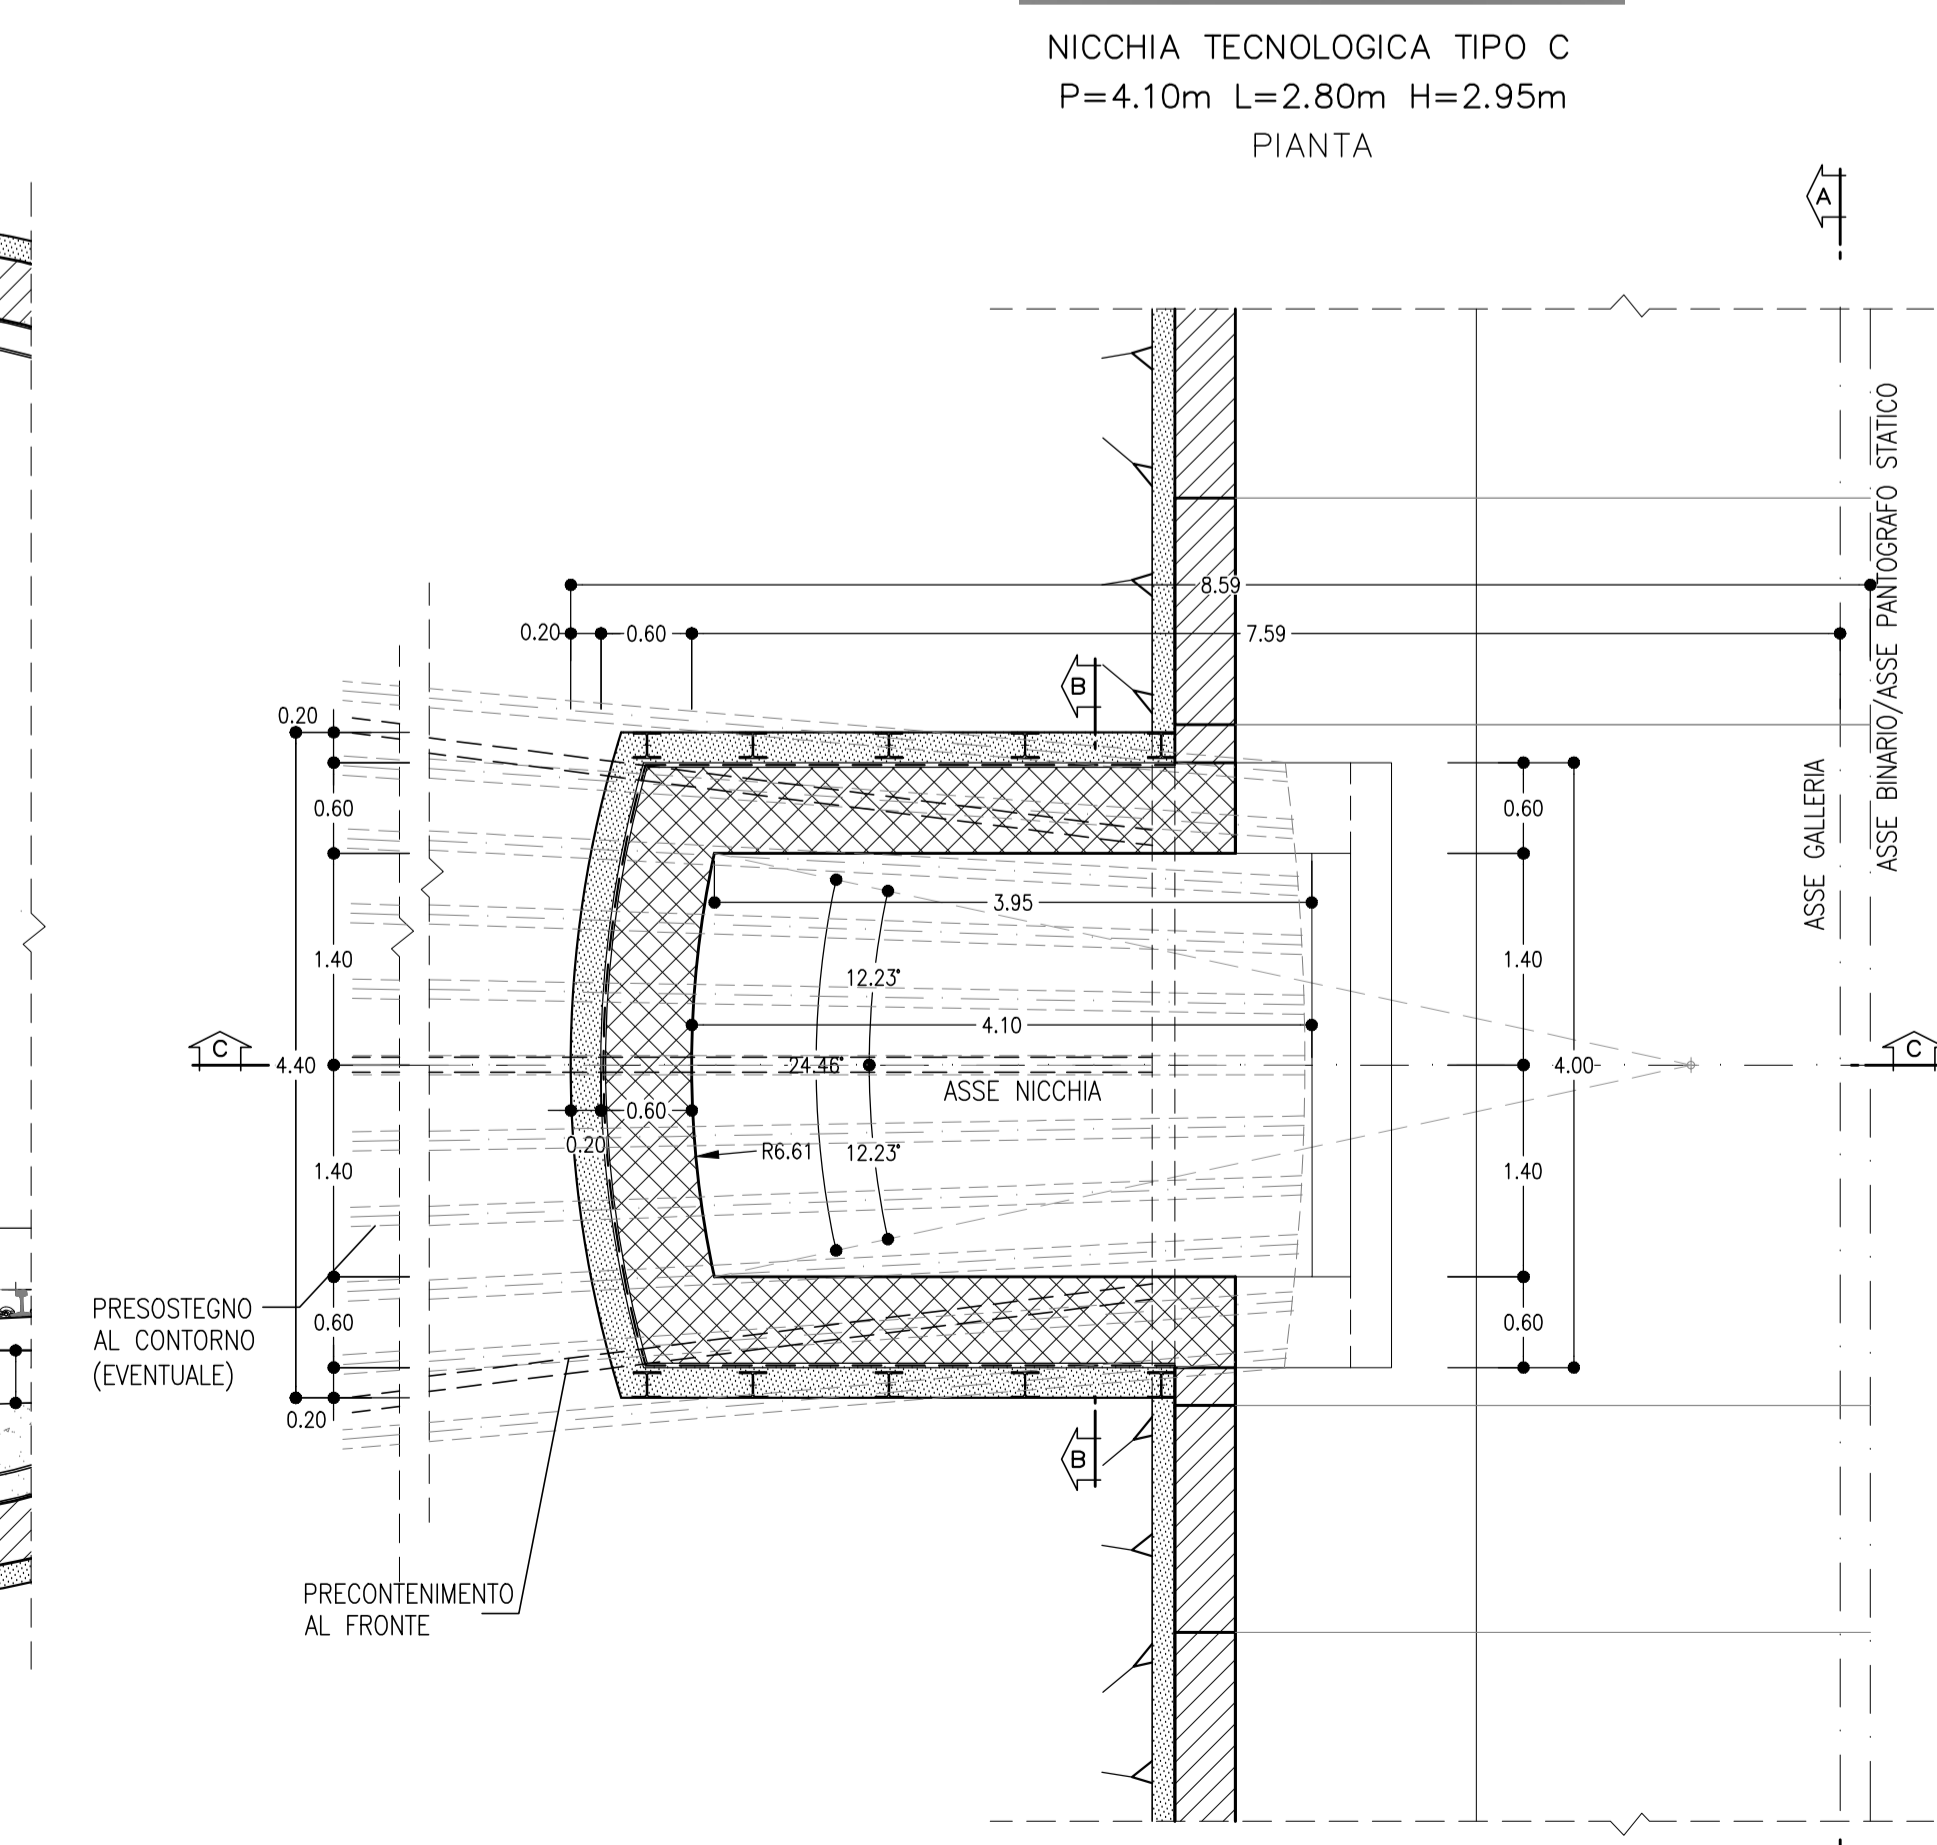 NICCHIA TECNOLOGICA TIPO C
P=4.10m L=2.80m H=2.95m
PIANTA
A
ASSE BINARIO/ASSE PANTOGRAFO STATICO
8.59
0.20
0.60
7.59
B
0.20
0.60
0.60
ASSE GALLERIA
3.95
1.40
12.23°
1.40
4.10
C
4.40
24.46°
4.00
C
ASSE NICCHIA
0.60
0.20
R6.61
12.23°
1.40
1.40
PRESOSTEGNO
AL CONTORNO
(EVENTUALE)
0.60
0.60
0.20
B
PRECONTENIMENTO
AL FRONTE